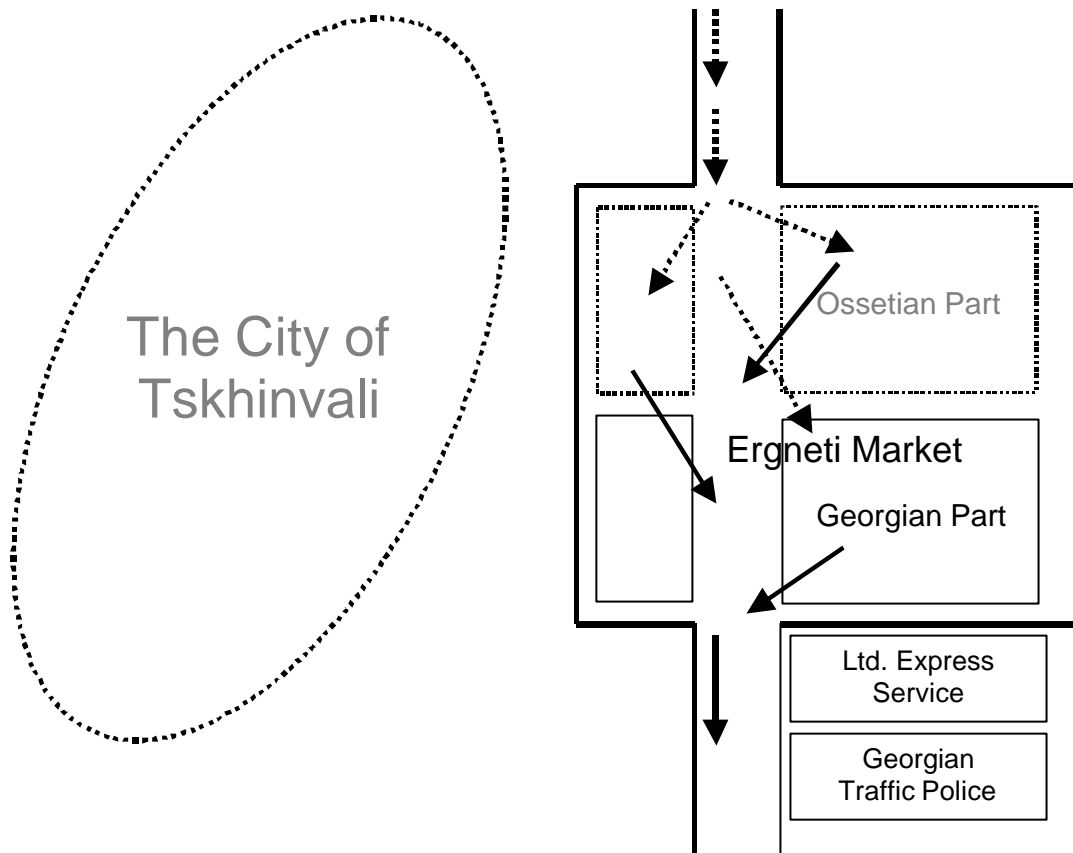 The City of
Tskhinvali
Ossetian Part
Ergneti Market
Georgian Part
Ltd. Express
Service
Georgian
Traffic Police